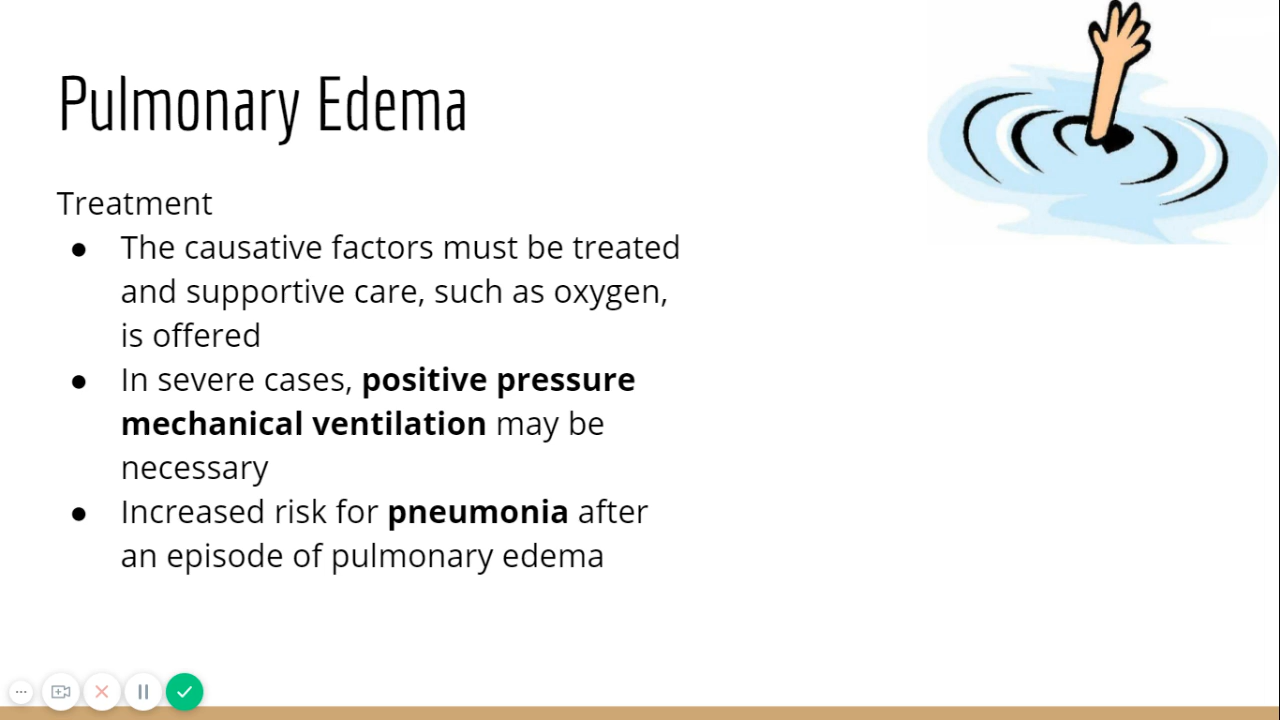 Pulmonary Edema
Treatment
● The causative factors must be treated
and supportive care, such as oxygen,
is offered
● In severe cases, positive pressure
mechanical ventilation may be
necessary
● Increased risk for pneumonia after
an episode of pulmonary edema